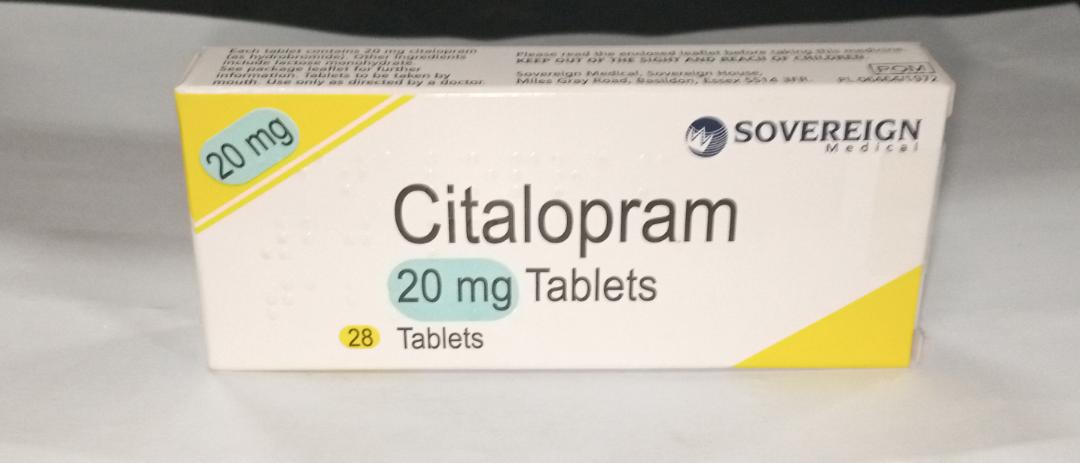 Each tablet contains 20 mg citalopram
(as hydrobromide). Other ingredients
include lactose monohydrate.
See package leaflet for further
information. Tablets to be taken by
mouth. Use only as directed by a doctor.
Please read the enclosed leaflet before taking this medicine.
KEEP OUT OF THE SIGHT AND REACH OF CHILDREN
POM
Sovereign Medical, Sovereign House,
Miles Gray Road, Basildon, Essex SS14 3FR. PL
20 mg
SOVEREIGN
Medical
Citalopram
20 mg Tablets
28 Tablets